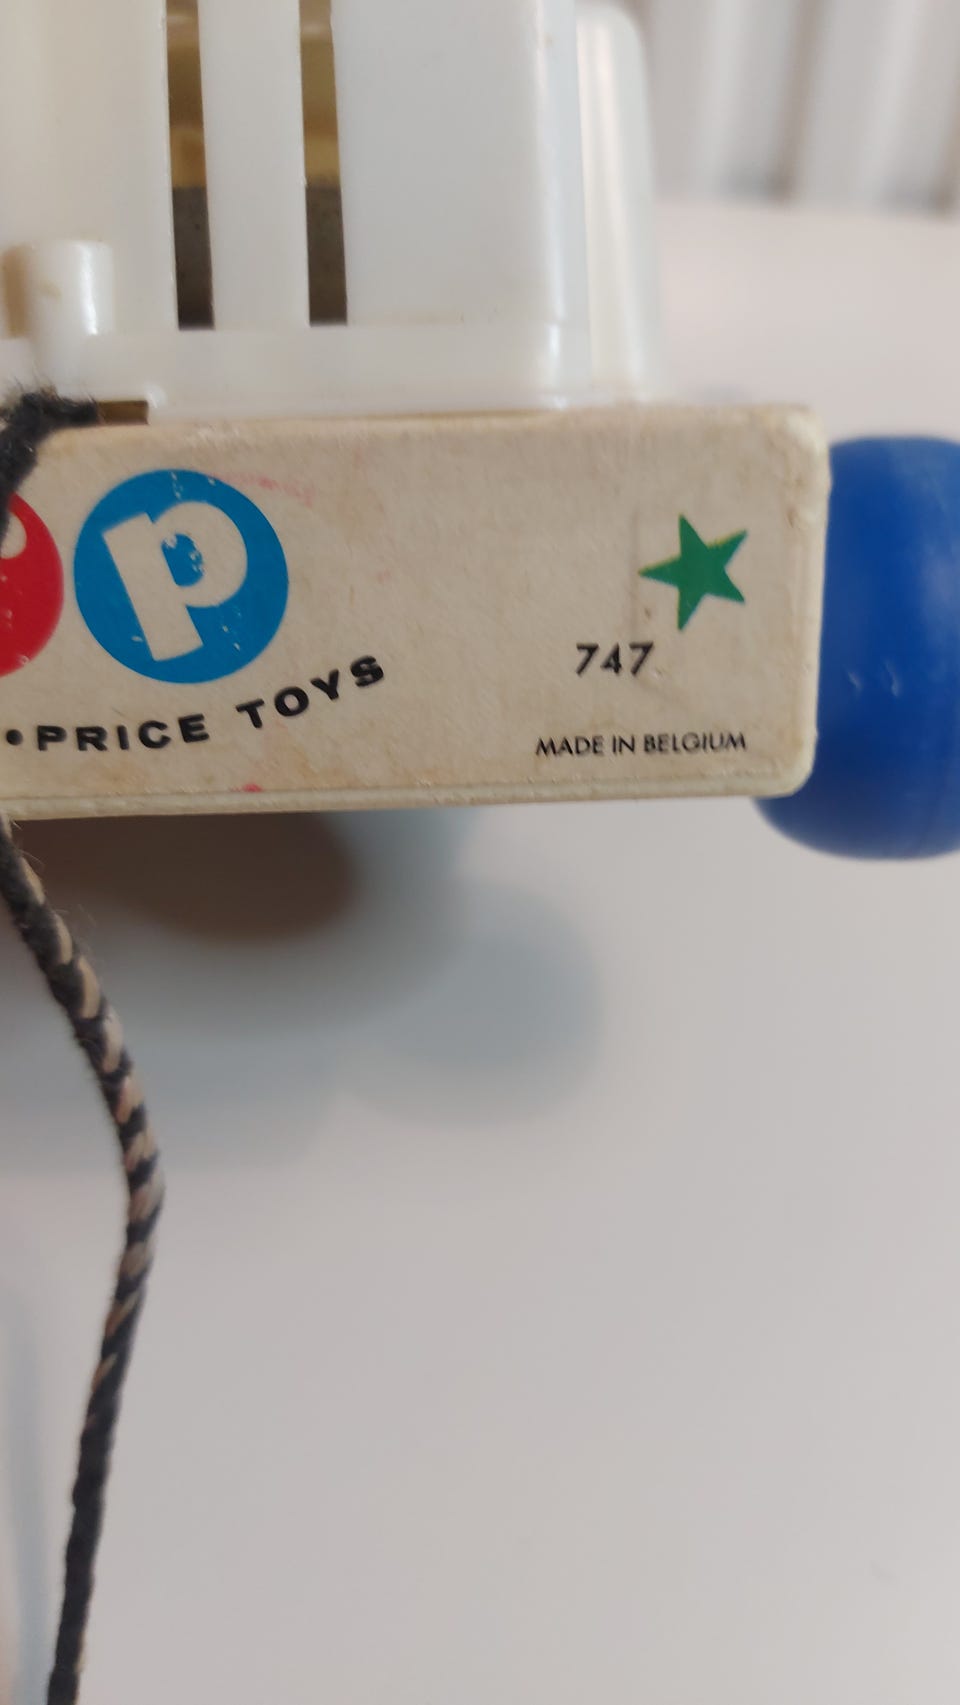 p
•PRICE TOYS
747
MADE IN BELGIUM